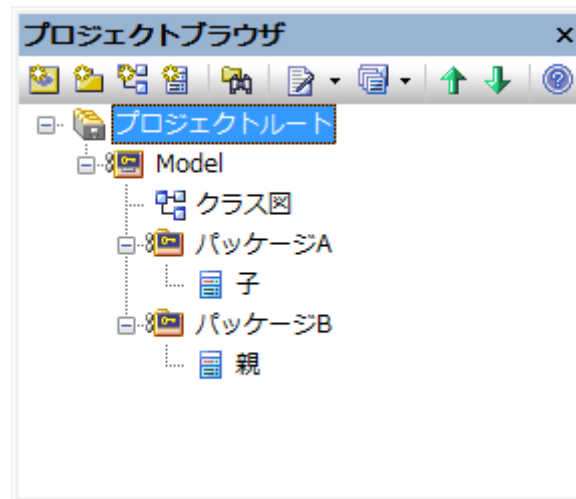 プロジェクトブラウザ
プロジェクトルート
Model
クラス図
パッケージA
子
パッケージB
親